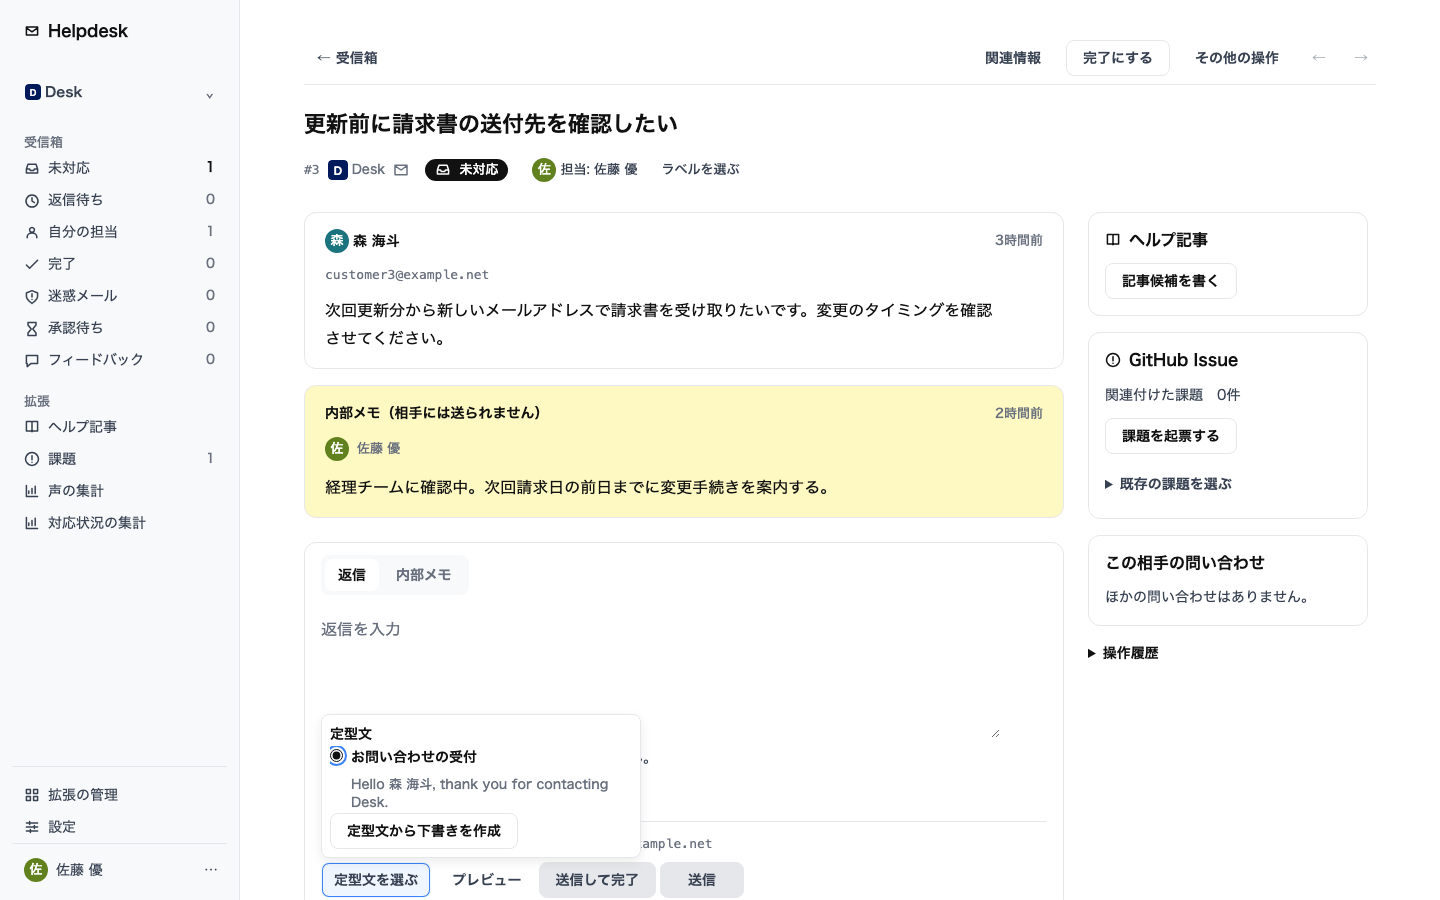 Helpdesk
D Desk
受信箱
未対応 1
返信待ち 0
自分の担当 1
完了 0
迷惑メール 0
承認待ち 0
フィードバック 0
拡張
ヘルプ記事
課題 1
声の集計
対応状況の集計
拡張の管理
設定
佐 佐藤 優 …
← 受信箱
関連情報 完了にする その他の操作 ← →
更新前に請求書の送付先を確認したい
#3 D Desk 未対応 佐 担当: 佐藤 優 ラベルを選ぶ
森 森 海斗 3時間前
customer3@example.net
次回更新分から新しいメールアドレスで請求書を受け取りたいです。変更のタイミングを確認
させてください。
内部メモ（相手には送られません） 2時間前
佐 佐藤 優
経理チームに確認中。次回請求日の前日までに変更手続きを案内する。
返信 内部メモ
返信を入力
定型文
お問い合わせの受付
Hello 森 海斗, thank you for contacting
Desk.
定型文から下書きを作成
。
ample.net
定型文を選ぶ プレビュー 送信して完了 送信
ヘルプ記事
記事候補を書く
GitHub Issue
関連付けた課題 0件
課題を起票する
▶ 既存の課題を選ぶ
この相手の問い合わせ
ほかの問い合わせはありません。
▶ 操作履歴